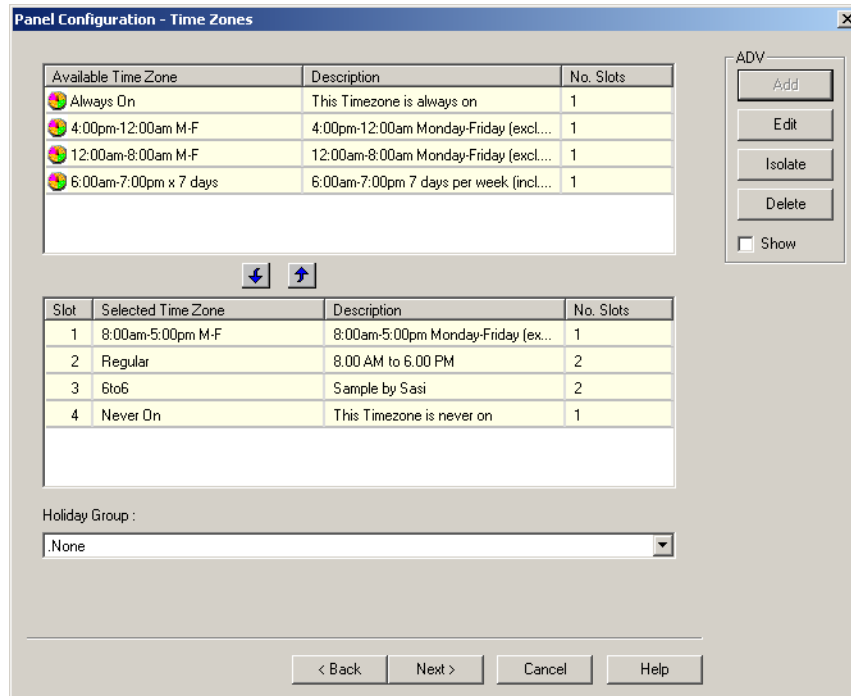 Panel Configuration - Time Zones
Available Time Zone Description No. Slots
Always On This Timezone is always on 1
4:00pm-12:00am M-F 4:00pm-12:00am Monday-Friday (excl.... 1
12:00am-8:00am M-F 12:00am-8:00am Monday-Friday (excl.... 1
6:00am-7:00pm x 7 days 6:00am-7:00pm 7 days per week (incl.... 1
ADV
Add
Edit
Isolate
Delete
Show
Slot Selected Time Zone Description No. Slots
1 8:00am-5:00pm M-F 8:00am-5:00pm Monday-Friday (ex... 1
2 Regular 8.00 AM to 6.00 PM 2
3 6to6 Sample by Sasi 2
4 Never On This Timezone is never on 1
Holiday Group :
.None
< Back Next > Cancel Help